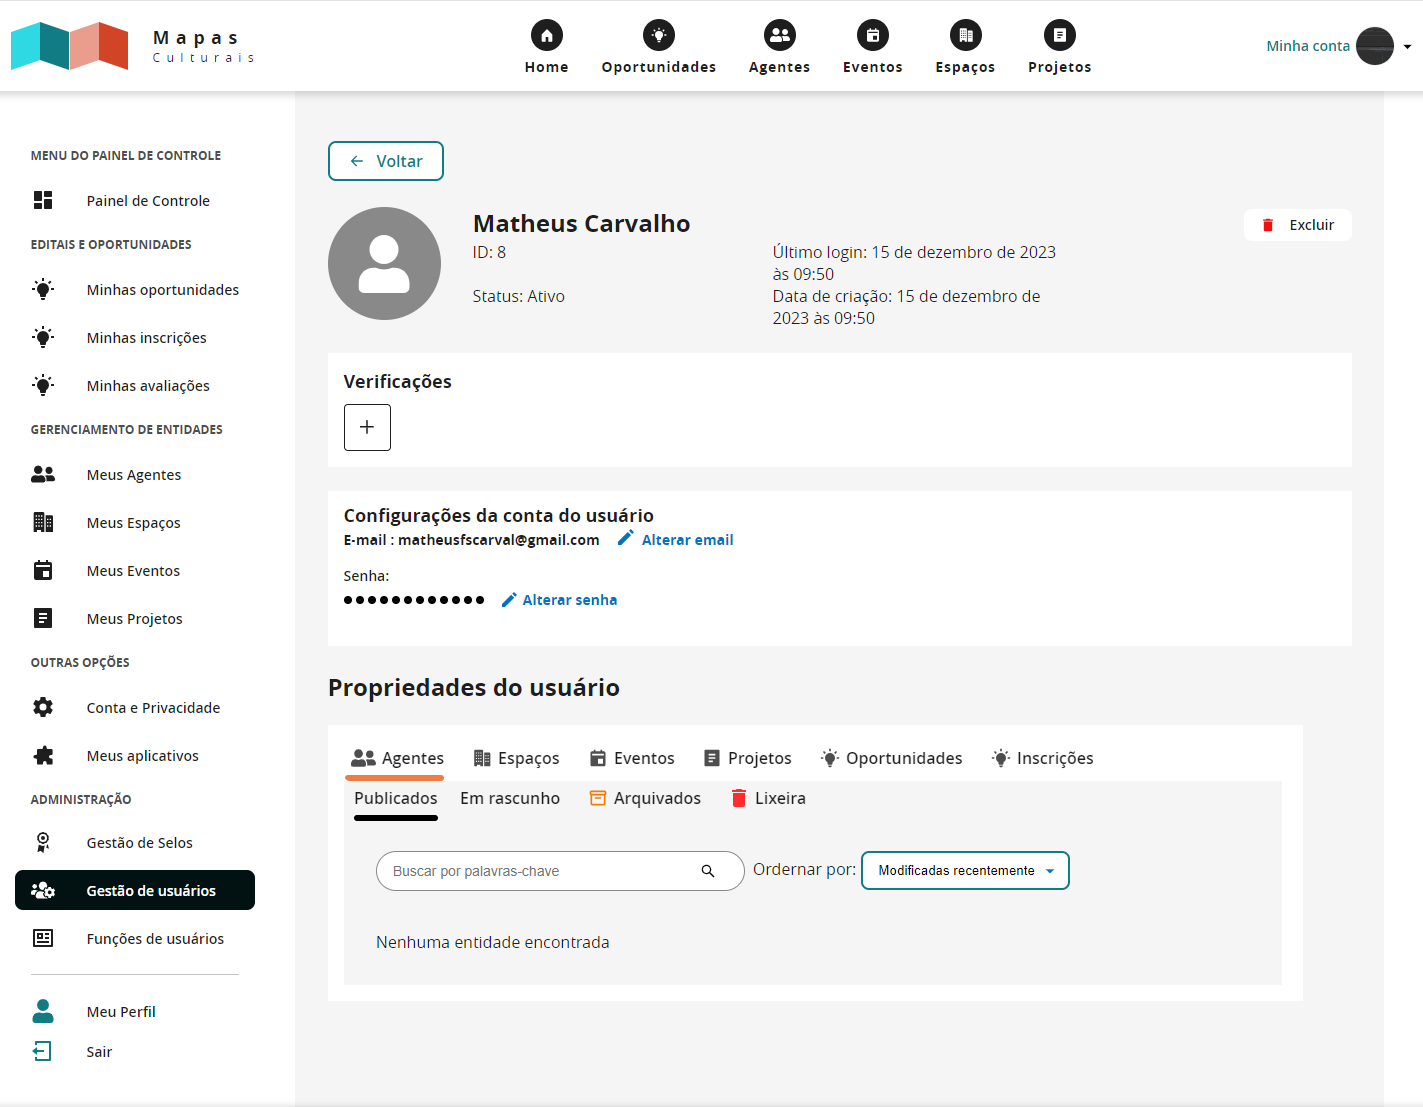 Mapas
Culturais
Home
Oportunidades
Agentes
Eventos
Espaços
Projetos
Minha conta
MENU DO PAINEL DE CONTROLE
Painel de Controle
EDITAIS E OPORTUNIDADES
Minhas oportunidades
Minhas inscrições
Minhas avaliações
GERENCIAMENTO DE ENTIDADES
Meus Agentes
Meus Espaços
Meus Eventos
Meus Projetos
OUTRAS OPÇÕES
Conta e Privacidade
Meus aplicativos
ADMINISTRAÇÃO
Gestão de Selos
Gestão de usuários
Funções de usuários
Meu Perfil
Sair
Voltar
Matheus Carvalho
ID: 8
Status: Ativo
Último login: 15 de dezembro de 2023
às 09:50
Data de criação: 15 de dezembro de
2023 às 09:50
Excluir
Verificações
Configurações da conta do usuário
E-mail : matheusfscarval@gmail.com Alterar email
Senha:
●●●●●●●●●●●● Alterar senha
Propriedades do usuário
Agentes Espaços Eventos Projetos Oportunidades Inscrições
Publicados Em rascunho Arquivados Lixeira
Buscar por palavras-chave Ordernar por: Modificadas recentemente
Nenhuma entidade encontrada